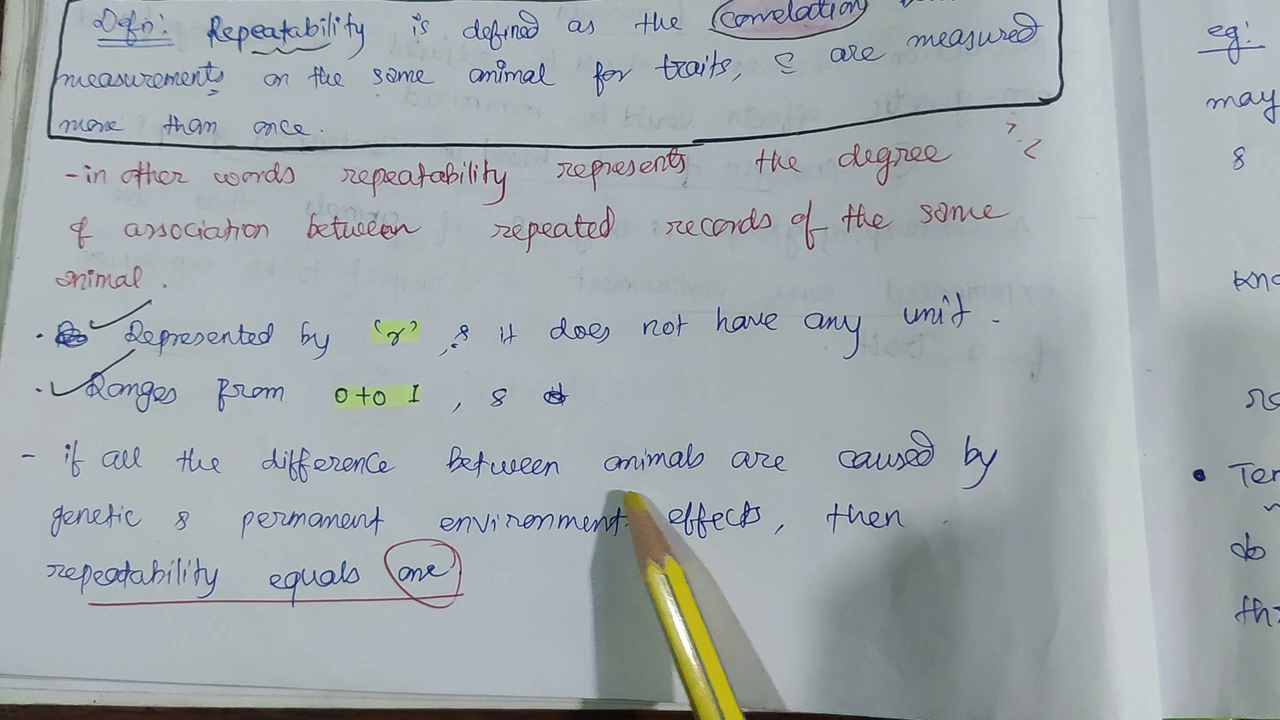 Defn: Repeatability is defined as the correlation
measurements on the same animal for traits, c̄ are measured
more than once.
- in other words repeatability represents the degree
of association between repeated records of the same
animal.
. Represented by 'r', & it does not have any unit.
. Ranges from 0 to 1, &
- if all the difference between animals are caused by
genetic & permanent environment effects, then
repeatability equals one
eg:
may
&
• Ter
do